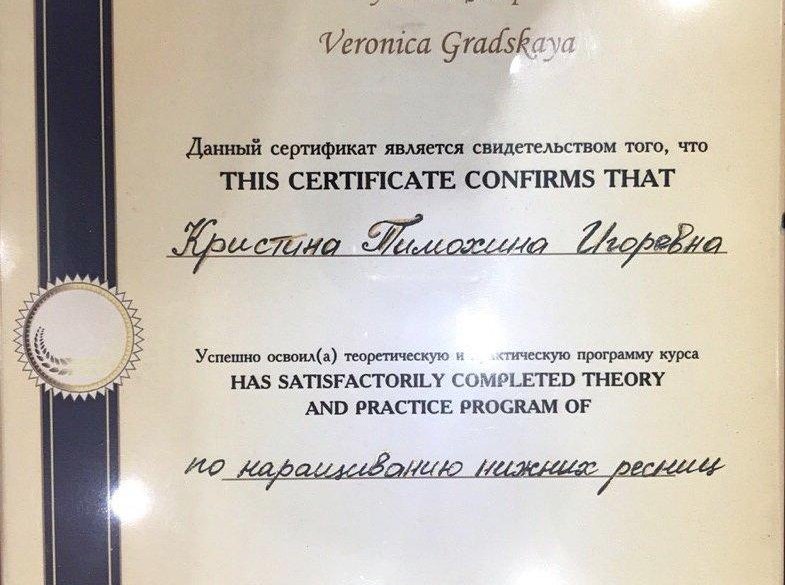 Veronica Gradskaya
Данный сертификат является свидетельством того, что
THIS CERTIFICATE CONFIRMS THAT
Кристина Тимохина Игоревна
Успешно освоил(а) теоретическую и программу курса
HAS SATISFACTORILY COMPLETED THEORY
AND PRACTICE PROGRAM OF
по наращиванию нижних ресниц